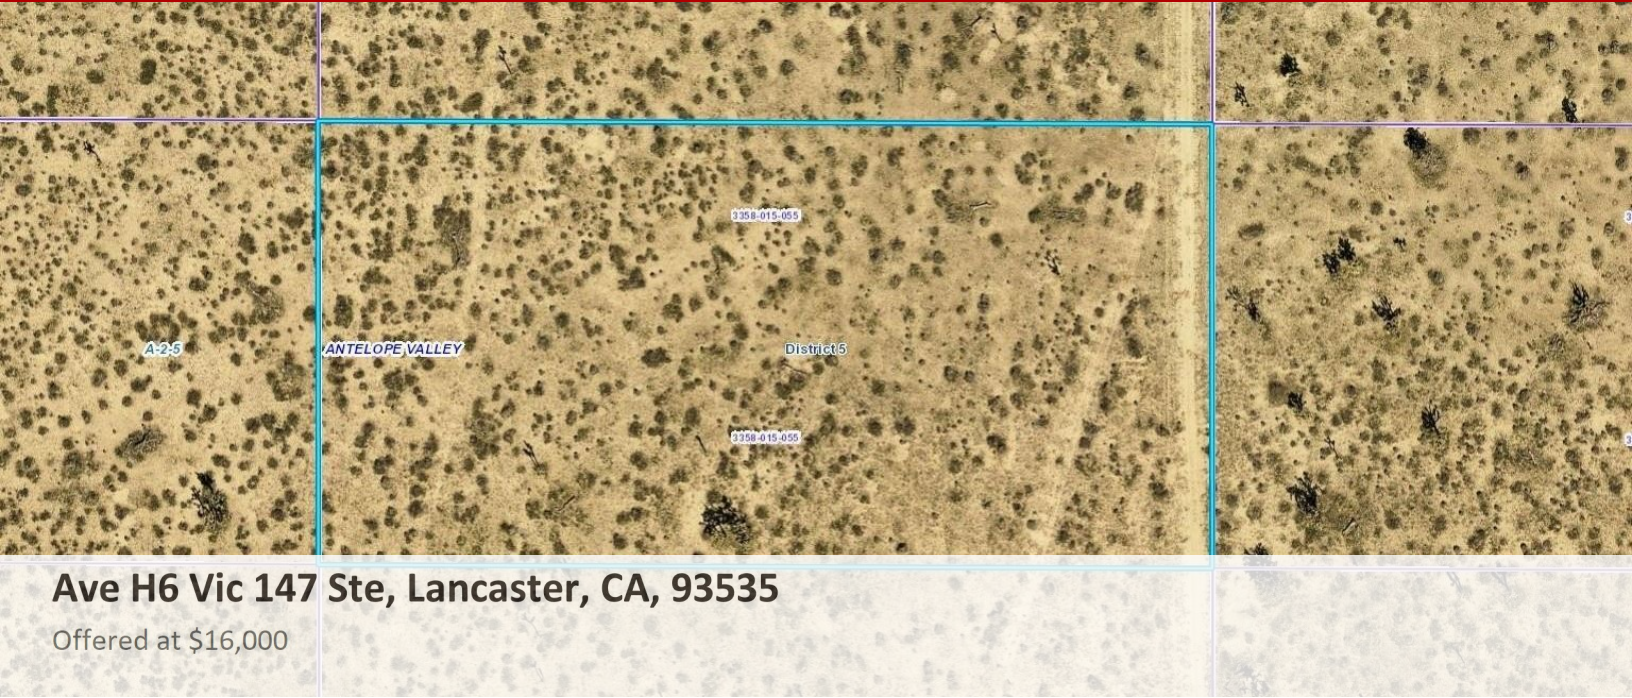 3358-015-055
A-2-5
ANTELOPE VALLEY
District 5
3358-015-055
Ave H6 Vic 147 Ste, Lancaster, CA, 93535
Offered at $16,000